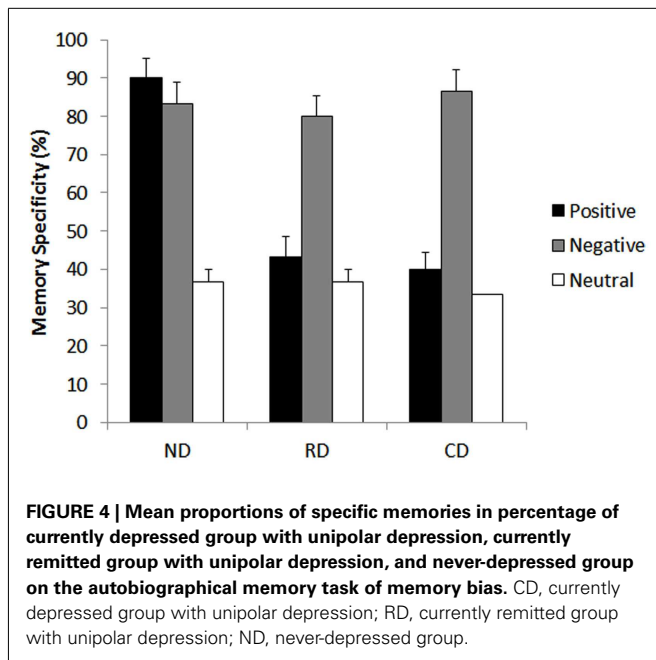 100
90
80
70
60
50
40
30
20
10
0
Memory Specificity (%)
ND
RD
CD
Positive
Negative
Neutral
FIGURE 4 | Mean proportions of specific memories in percentage of
currently depressed group with unipolar depression, currently
remitted group with unipolar depression, and never-depressed group
on the autobiographical memory task of memory bias. CD, currently
depressed group with unipolar depression; RD, currently remitted group
with unipolar depression; ND, never-depressed group.